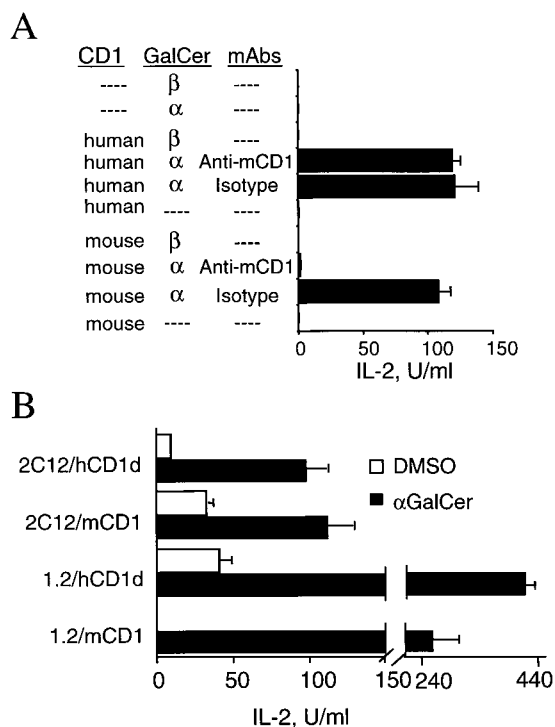 A
CD1 GalCer mAbs
---- β ----
---- α ----
human β ----
human α Anti-mCD1
human α Isotype
human ---- ----
mouse β ----
mouse α Anti-mCD1
mouse α Isotype
mouse ---- ----
0 50 100 150
IL-2, U/ml
B
DMSO
αGalCer
2C12/hCD1d
2C12/mCD1
1.2/hCD1d
1.2/mCD1
0 50 100 150 240 440
IL-2, U/ml